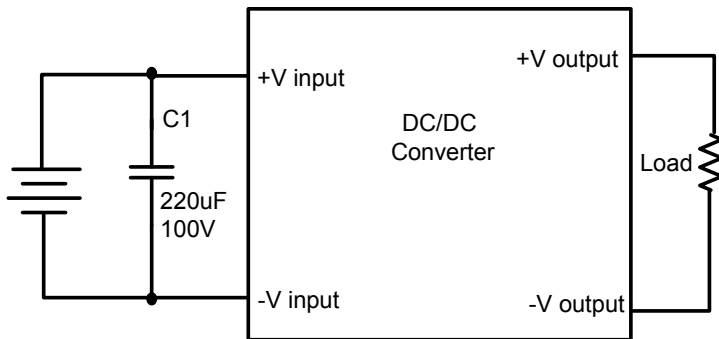 +V input
+V output
C1
DC/DC
Converter
Load
220uF
100V
-V input
-V output